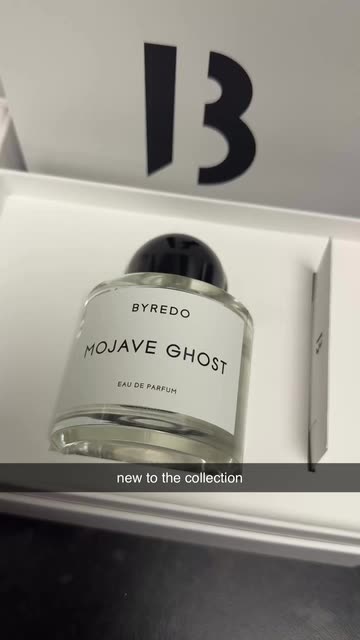 B
BYREDO
MOJAVE GHOST
EAU DE PARFUM
new to the collection